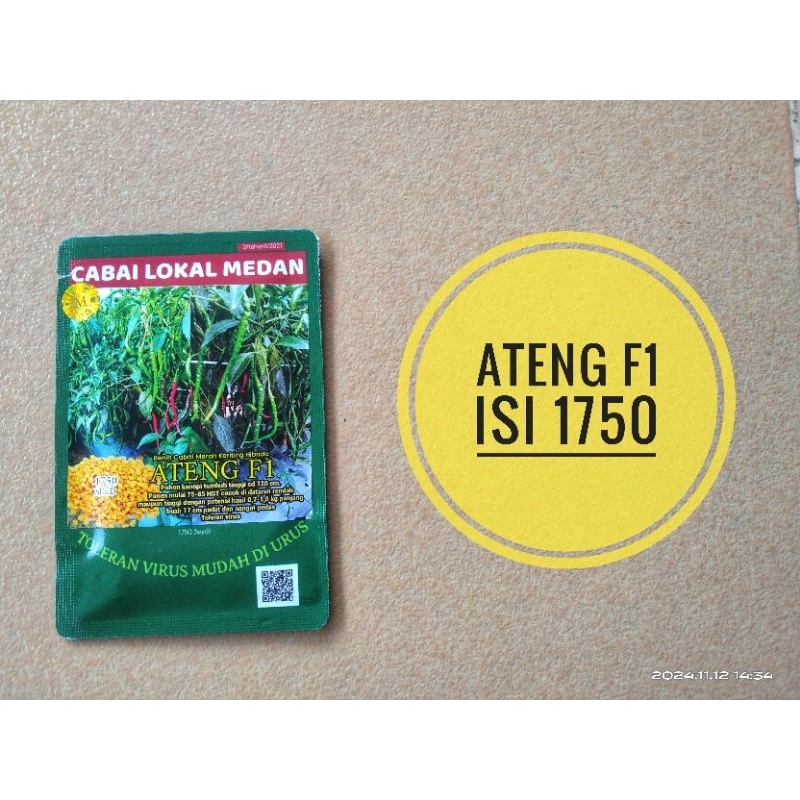 CABAI LOKAL MEDAN
M
1750
SEED
Benih Cabai Merah Keriting Hibrida
ATENG F1
Pohon kanopi tumbuh tinggi sd 120 cm
Panen mulai 75-85 HST cocok di dataran rendah
maupun tinggi dengan potensi hasil 0,7-1,0 kg panjang
buah 17 cm padat dan sangat pedas
Toleran virus
1750 Seed
TOLERAN VIRUS MUDAH DI URUS
ATENG F1
ISI 1750
2024.11.12 14:34